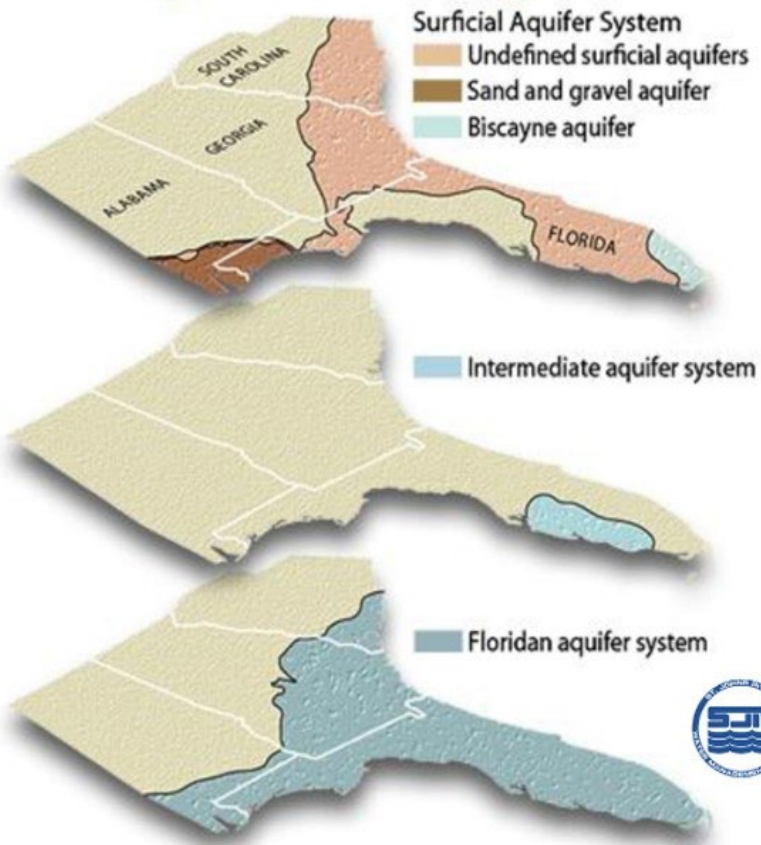 Surficial Aquifer System
Undefined surficial aquifers
Sand and gravel aquifer
Biscayne aquifer
SOUTH
CAROLINA
GEORGIA
ALABAMA
FLORIDA
Intermediate aquifer system
Floridan aquifer system